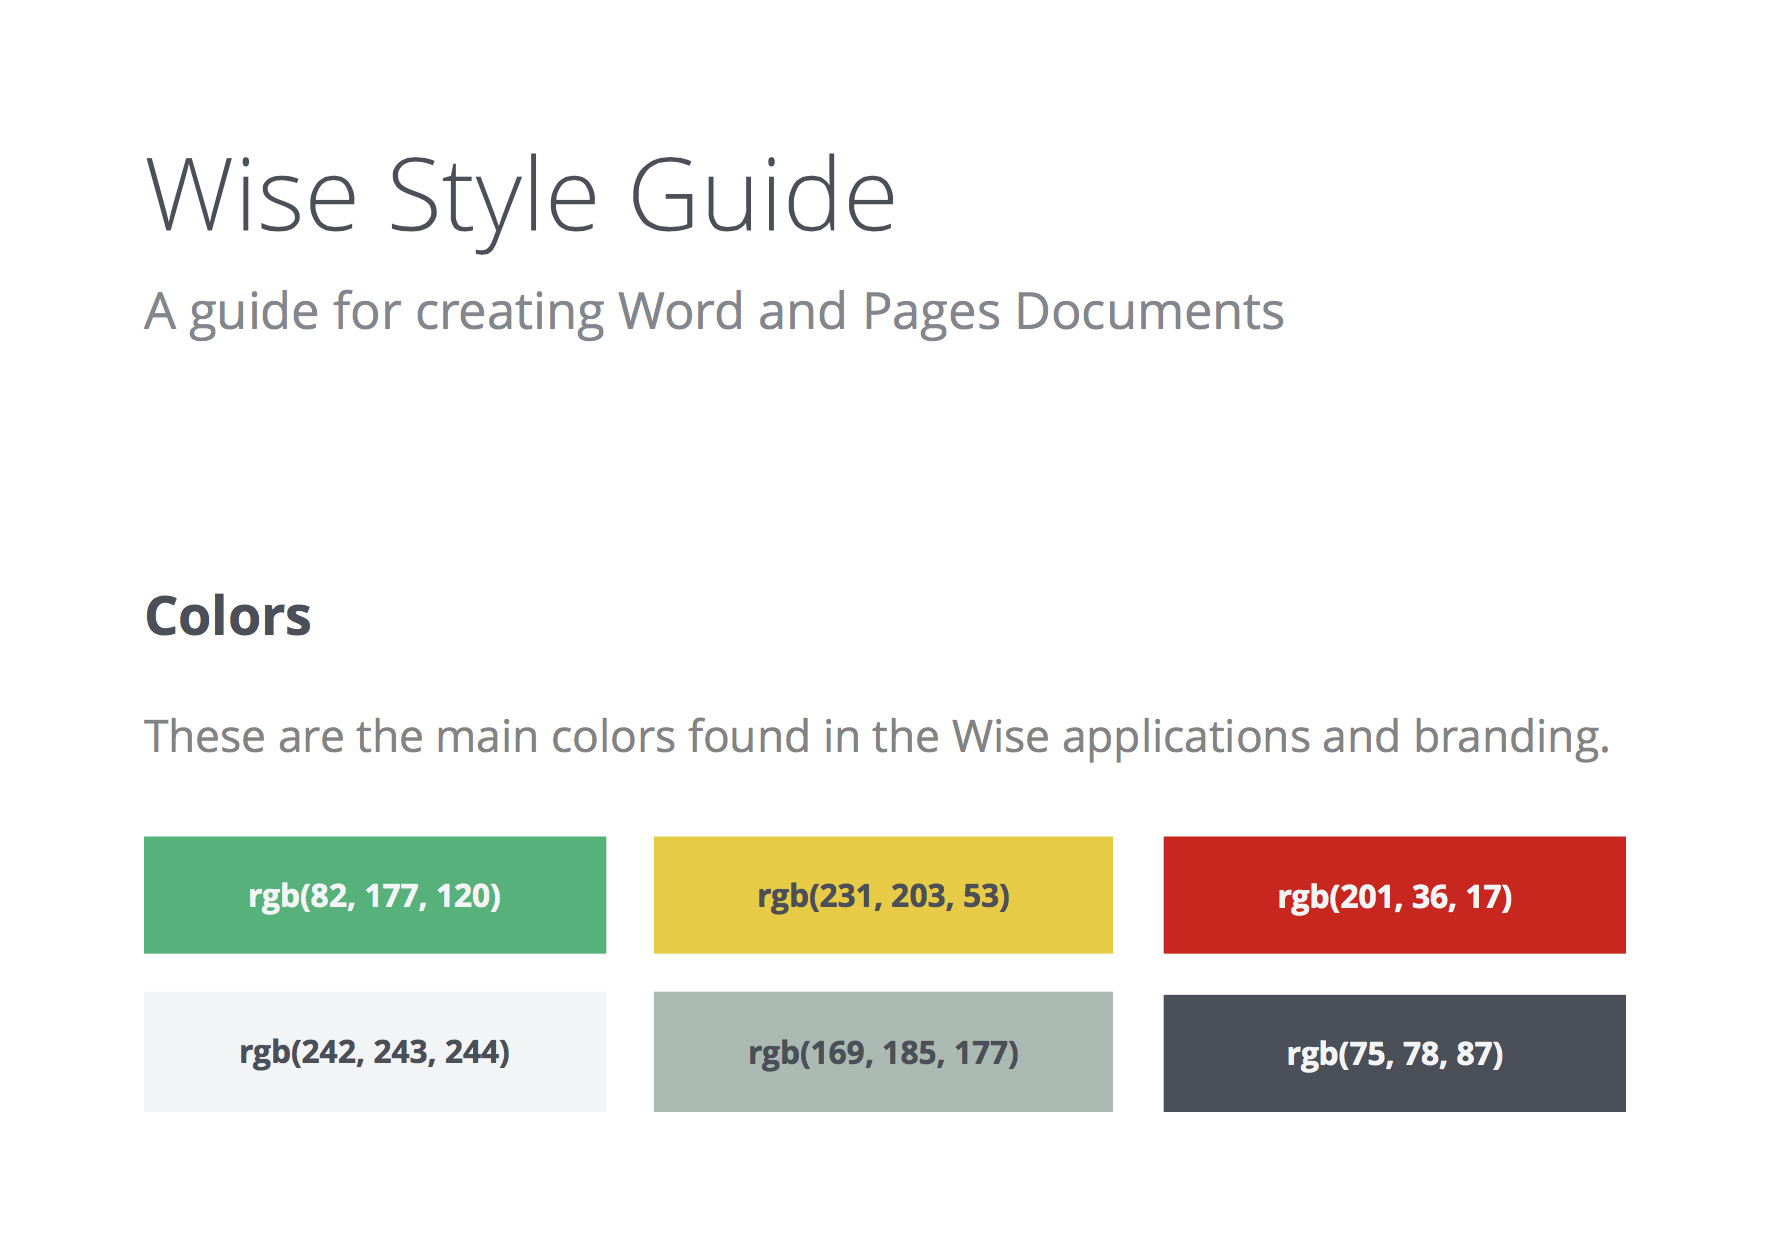 Wise Style Guide
A guide for creating Word and Pages Documents
Colors
These are the main colors found in the Wise applications and branding.
rgb(82, 177, 120)
rgb(231, 203, 53)
rgb(201, 36, 17)
rgb(242, 243, 244)
rgb(169, 185, 177)
rgb(75, 78, 87)